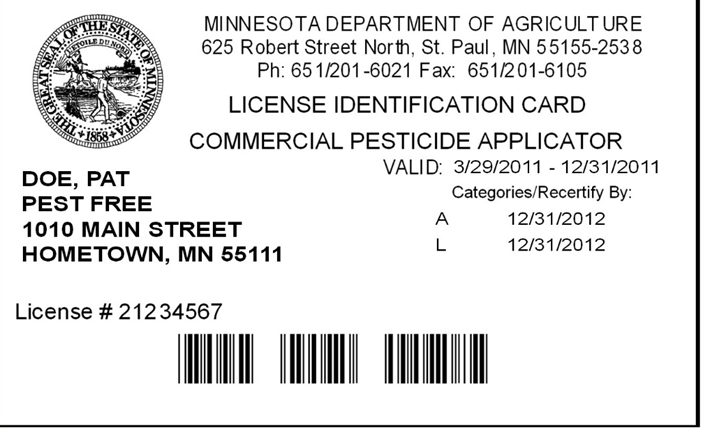 THE GREAT SEAL OF THE STATE OF MINNESOTA
L'ETOILE DU NORD
1858
MINNESOTA DEPARTMENT OF AGRICULTURE
625 Robert Street North, St. Paul, MN 55155-2538
Ph: 651/201-6021 Fax: 651/201-6105
LICENSE IDENTIFICATION CARD
COMMERCIAL PESTICIDE APPLICATOR
VALID: 3/29/2011 - 12/31/2011
Categories/Recertify By:
A 12/31/2012
L 12/31/2012
DOE, PAT
PEST FREE
1010 MAIN STREET
HOMETOWN, MN 55111
License # 21234567